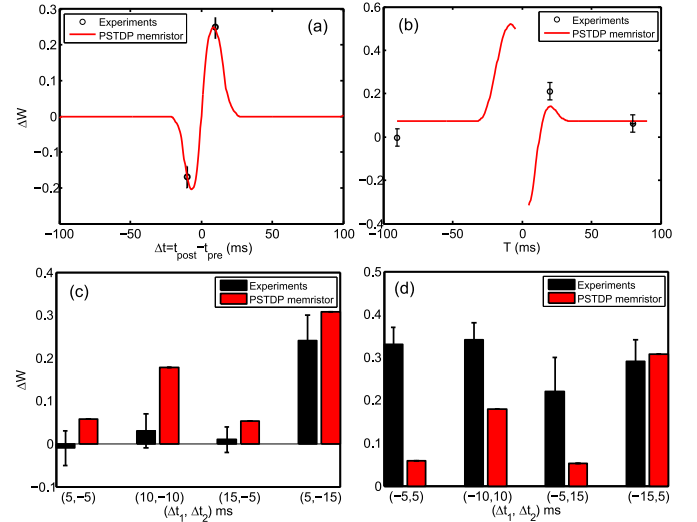 0.3
0.2
0.1
0
−0.1
−0.2
ΔW
Experiments
PSTDP memristor
(a)
−100
−50
0
50
100
Δt=t_post−t_pre (ms)
0.6
0.4
0.2
0
−0.2
−0.4
Experiments
PSTDP memristor
(b)
−100
−50
0
50
100
T (ms)
0.4
0.3
0.2
0.1
0
−0.1
ΔW
(c)
Experiments
PSTDP memristor
(5,−5)
(10,−10)
(15,−5)
(5,−15)
(Δt₁, Δt₂) ms
0.5
0.4
0.3
0.2
0.1
0
(d)
Experiments
PSTDP memristor
(−5,5)
(−10,10)
(−5,15)
(−15,5)
(Δt₁, Δt₂) ms